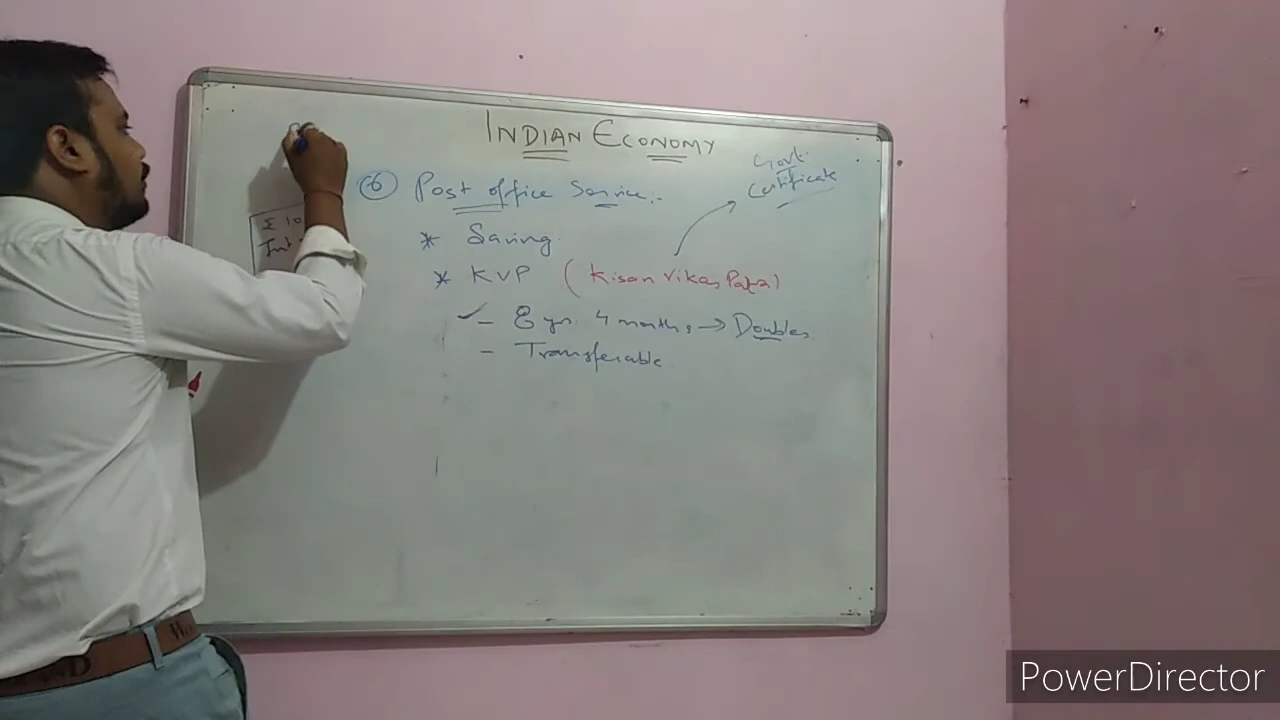 INDIAN ECONOMY
Govt.
Certificate
6 Post office Service.
* Saving.
* KVP (Kisan Vikas Patra)
- 8 yr. 4 months → Doubles
- Transferable
PowerDirector